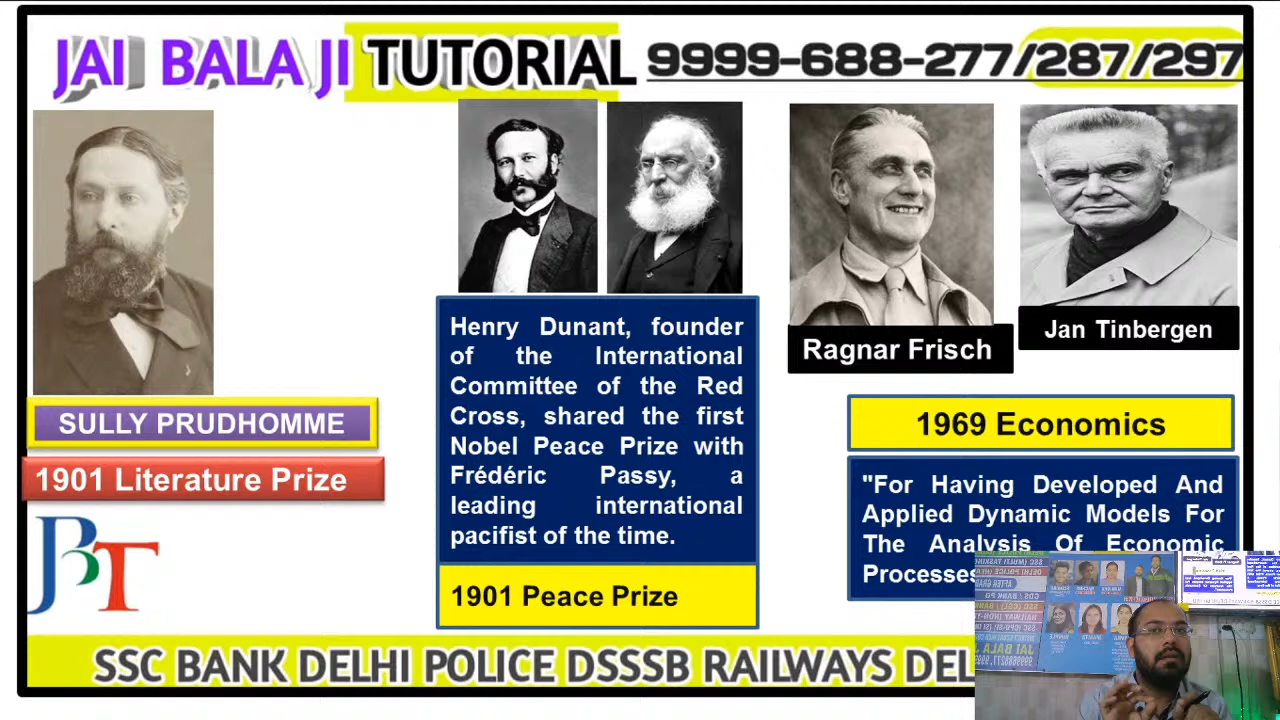 JAI BALA JI TUTORIAL 9999-688-277/287/297
SULLY PRUDHOMME
1901 Literature Prize
JBT
Henry Dunant, founder
of the International
Committee of the Red
Cross, shared the first
Nobel Peace Prize with
Frédéric Passy, a
leading international
pacifist of the time.
1901 Peace Prize
Ragnar Frisch
Jan Tinbergen
1969 Economics
"For Having Developed And
Applied Dynamic Models For
The Analysis Of Economic
Processes
SSC BANK DELHI POLICE DSSSB RAILWAYS DEL